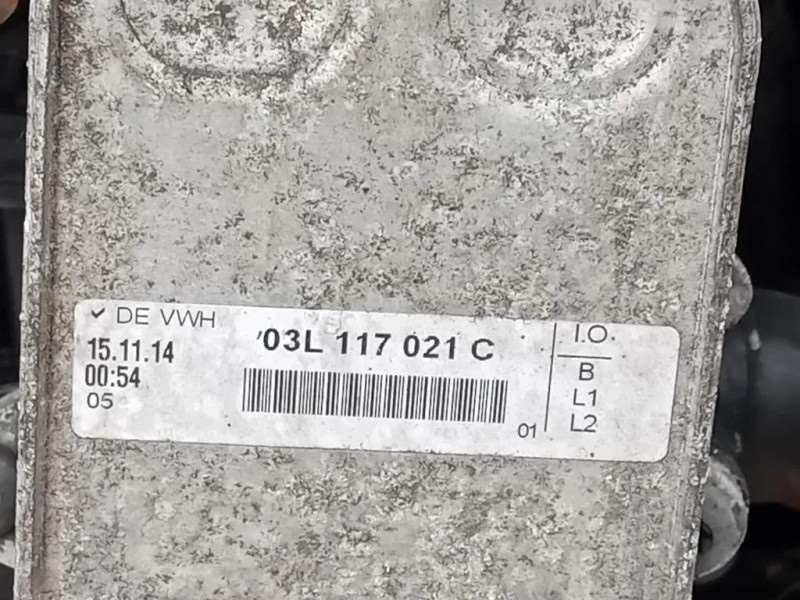 ✓ DE VWH
15.11.14
00:54
05
03L 117 021 C
01
I.O.
B
L1
L2